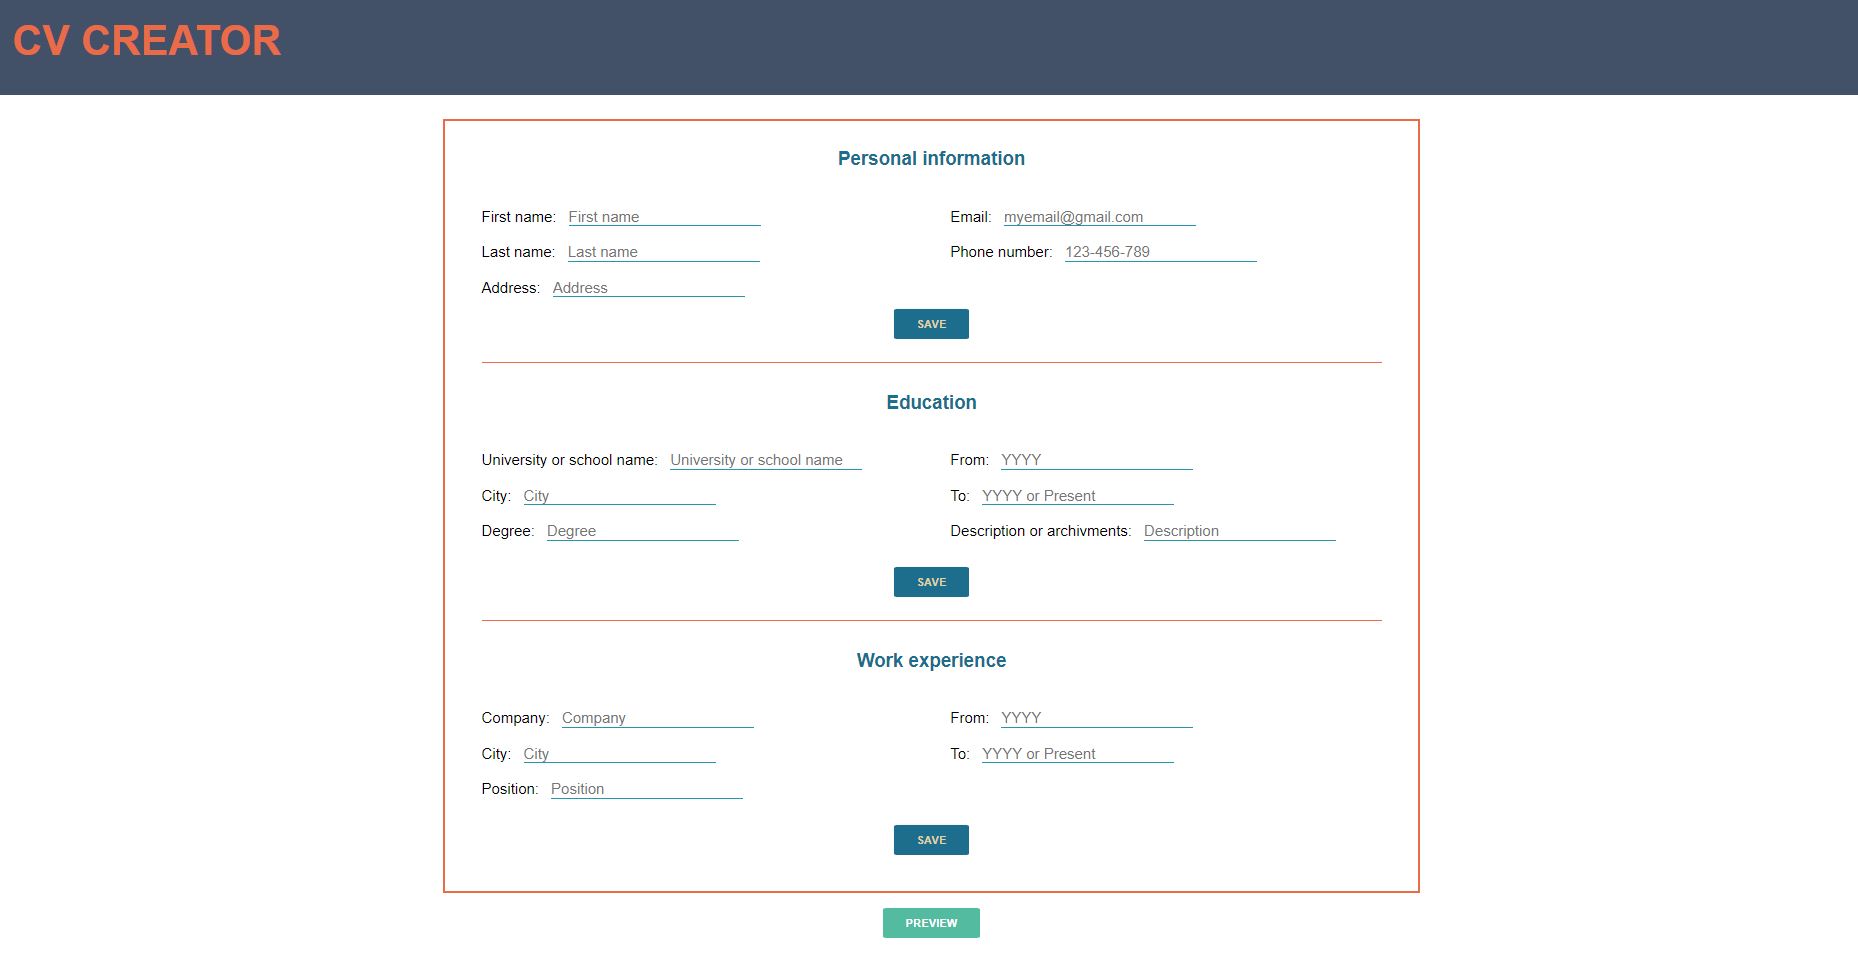 CV CREATOR
Personal information
First name: First name
Email: myemail@gmail.com
Last name: Last name
Phone number: 123-456-789
Address: Address
SAVE
Education
University or school name: University or school name
From: YYYY
City: City
To: YYYY or Present
Degree: Degree
Description or archivments: Description
SAVE
Work experience
Company: Company
From: YYYY
City: City
To: YYYY or Present
Position: Position
SAVE
PREVIEW